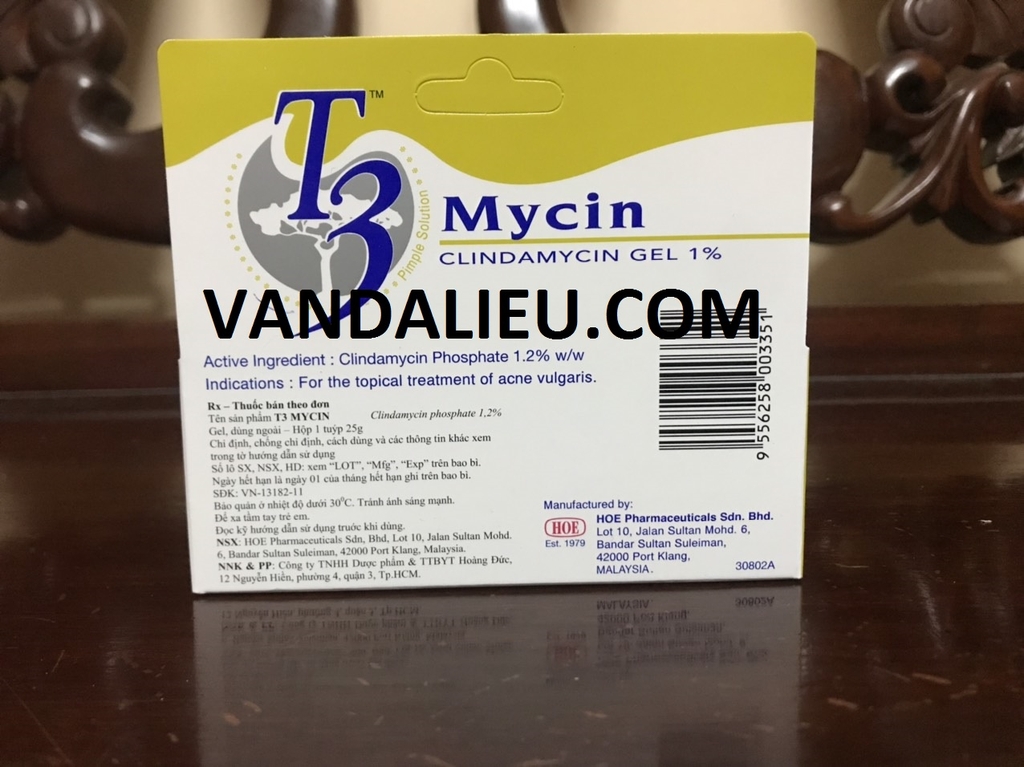 T3 ™
Pimple Solution
Mycin
CLINDAMYCIN GEL 1%
VANDALIEU.COM
Active Ingredient : Clindamycin Phosphate 1.2% w/w
Indications : For the topical treatment of acne vulgaris.
Rx – Thuốc bán theo đơn
Tên sản phẩm T3 MYCIN Clindamycin phosphate 1,2%
Gel, dùng ngoài – Hộp 1 tuýp 25g
Chỉ định, chống chỉ định, cách dùng và các thông tin khác xem
trong tờ hướng dẫn sử dụng
Số lô SX, NSX, HD: xem “LOT”, “Mfg”, “Exp” trên bao bì.
Ngày hết hạn là ngày 01 của tháng hết hạn ghi trên bao bì.
SĐK: VN-13182-11
Bảo quản ở nhiệt độ dưới 30⁰C. Tránh ánh sáng mạnh.
Để xa tầm tay trẻ em.
Đọc kỹ hướng dẫn sử dụng trước khi dùng.
NSX: HOE Pharmaceuticals Sdn, Bhd, Lot 10, Jalan Sultan Mohd.
6, Bandar Sultan Suleiman, 42000 Port Klang, Malaysia.
NNK & PP: Công ty TNHH Dược phẩm & TTBYT Hoàng Đức,
12 Nguyễn Hiền, phường 4, quận 3, Tp.HCM.
9 556258 003351
Manufactured by:
HOE
Est. 1979
HOE Pharmaceuticals Sdn. Bhd.
Lot 10, Jalan Sultan Mohd. 6,
Bandar Sultan Suleiman,
42000 Port Klang,
MALAYSIA. 30802A